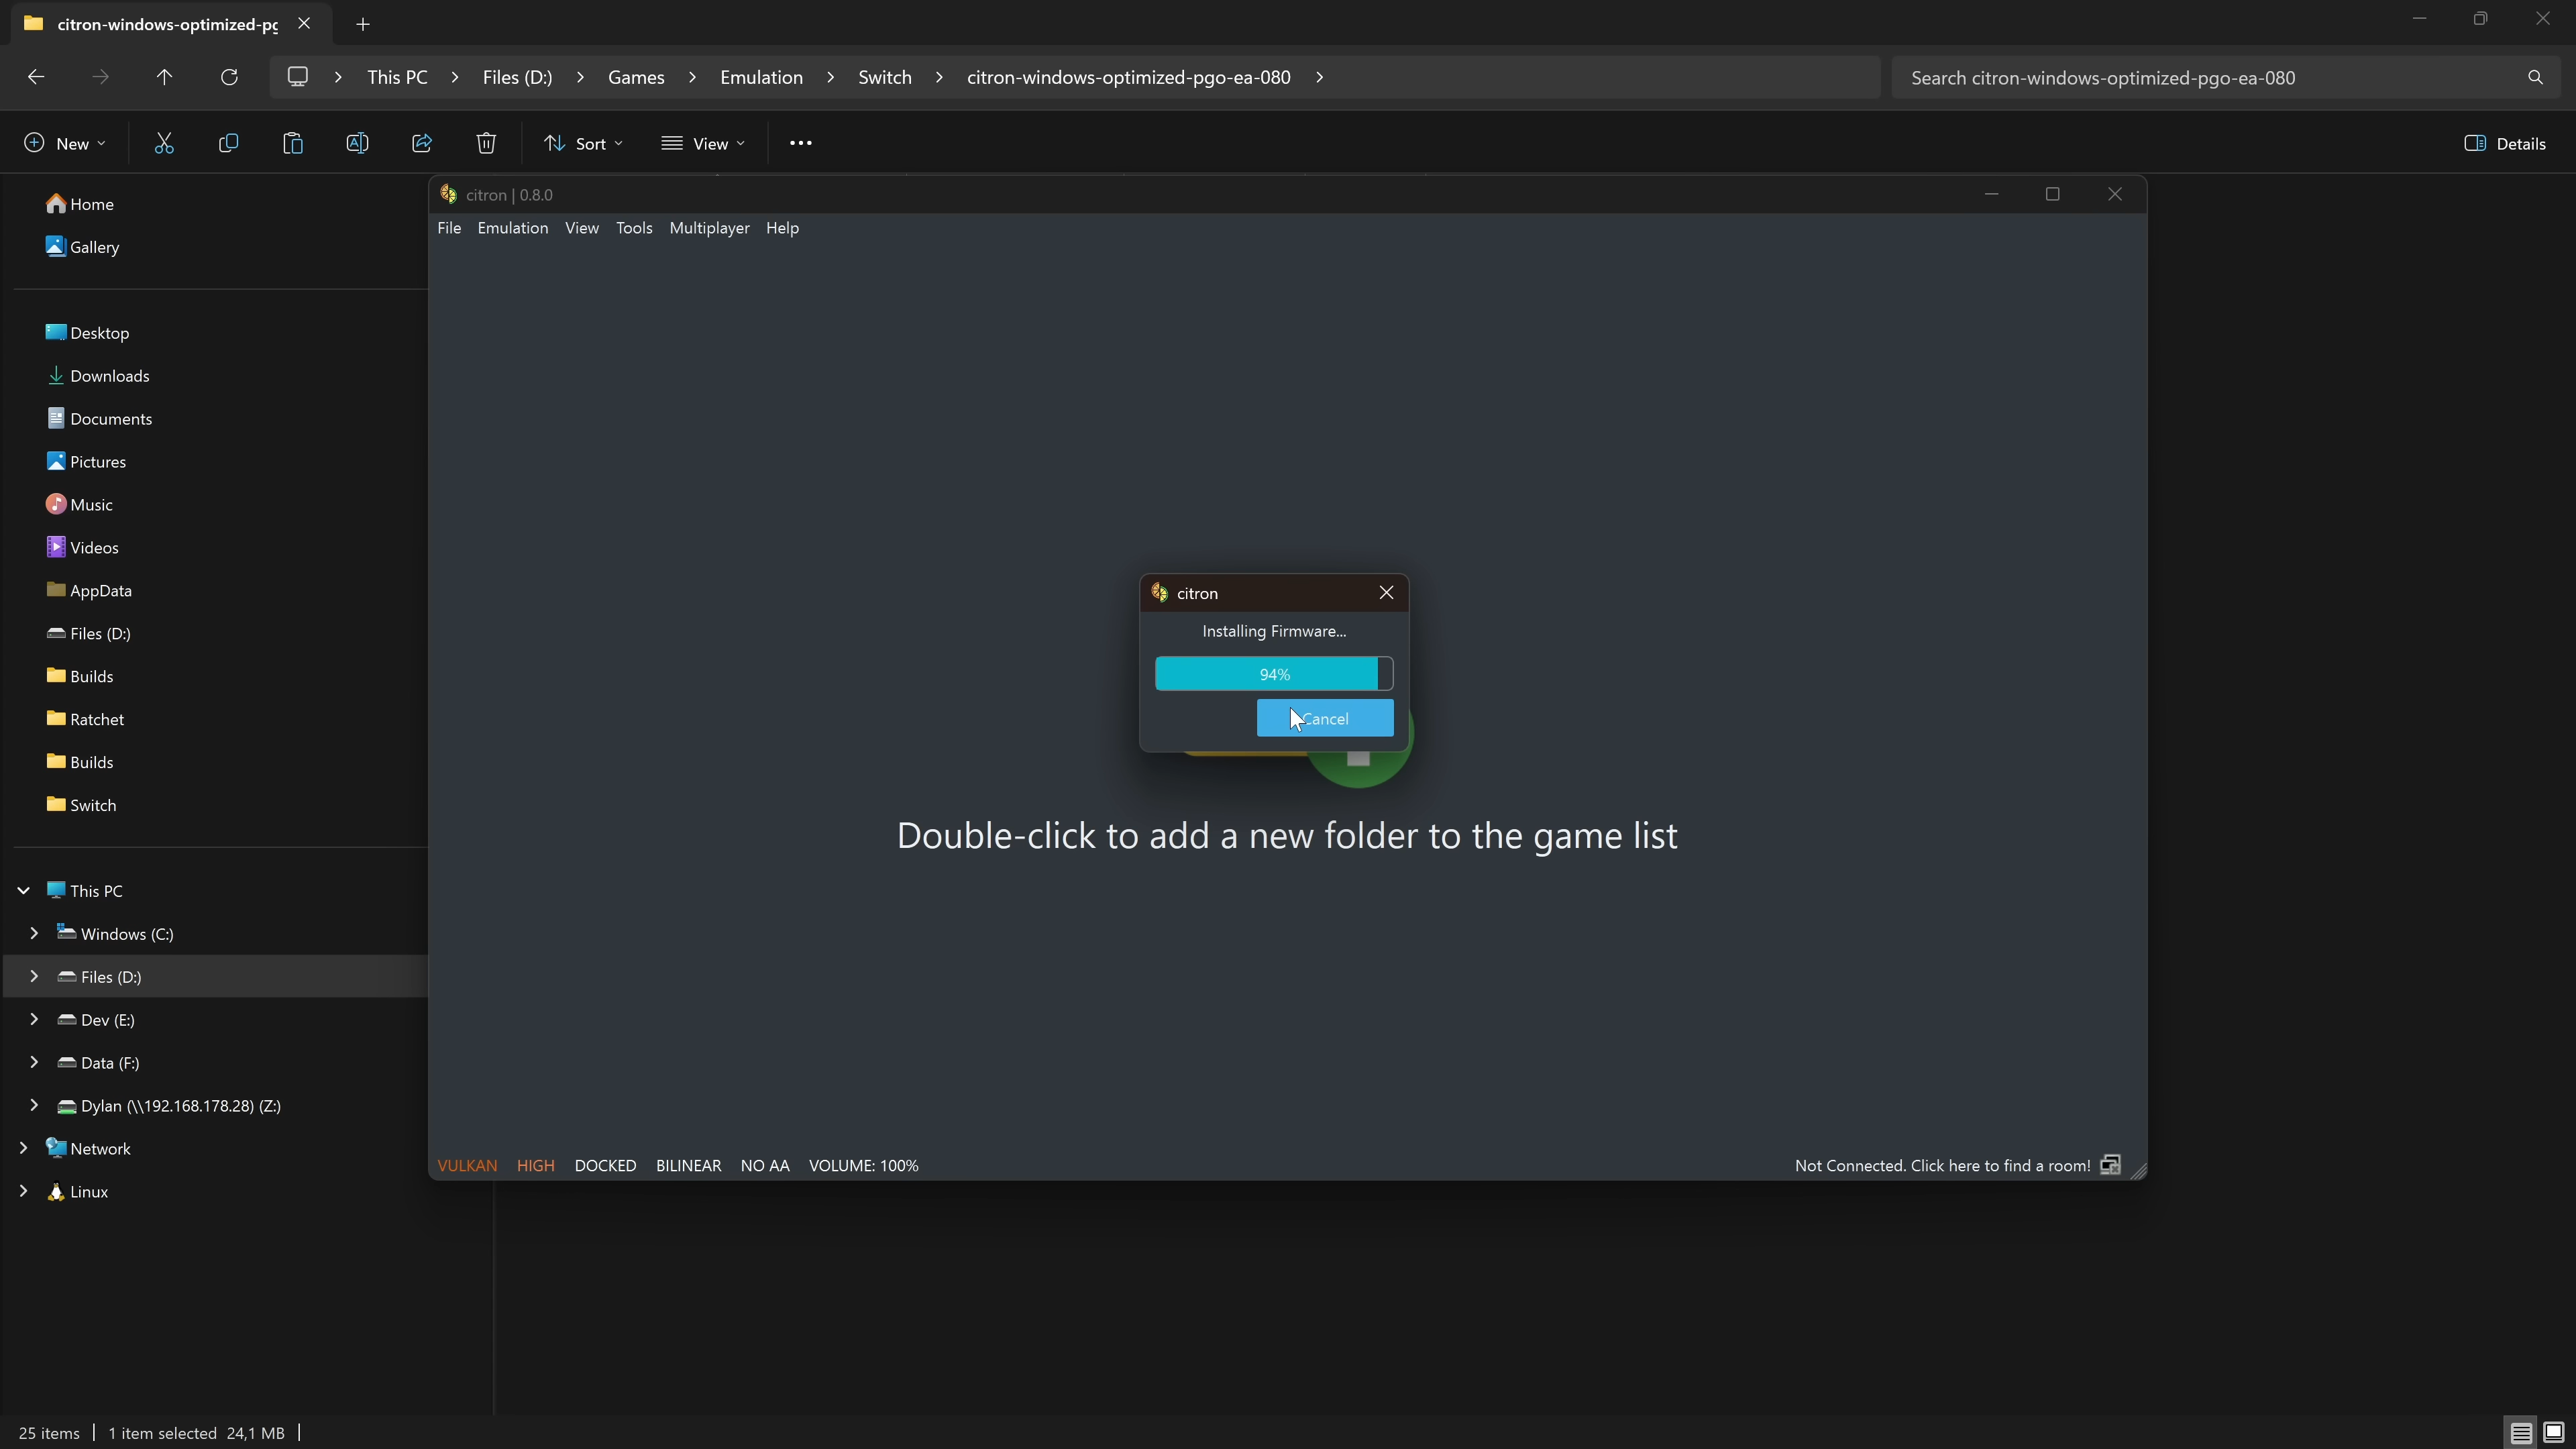 citron-windows-optimized-pg
This PC
Files (D:)
Games
Emulation
Switch
citron-windows-optimized-pgo-ea-080
Search citron-windows-optimized-pgo-ea-080
New
Sort
View
Details
Home
Gallery
Desktop
Downloads
Documents
Pictures
Music
Videos
AppData
Files (D:)
Builds
Ratchet
Builds
Switch
This PC
Windows (C:)
Files (D:)
Dev (E:)
Data (F:)
Dylan (\\192.168.178.28) (Z:)
Network
Linux
citron | 0.8.0
File Emulation View Tools Multiplayer Help
citron
Installing Firmware...
94%
Cancel
Double-click to add a new folder to the game list
VULKAN HIGH DOCKED BILINEAR NO AA VOLUME: 100%
Not Connected. Click here to find a room!
25 items
1 item selected 24,1 MB